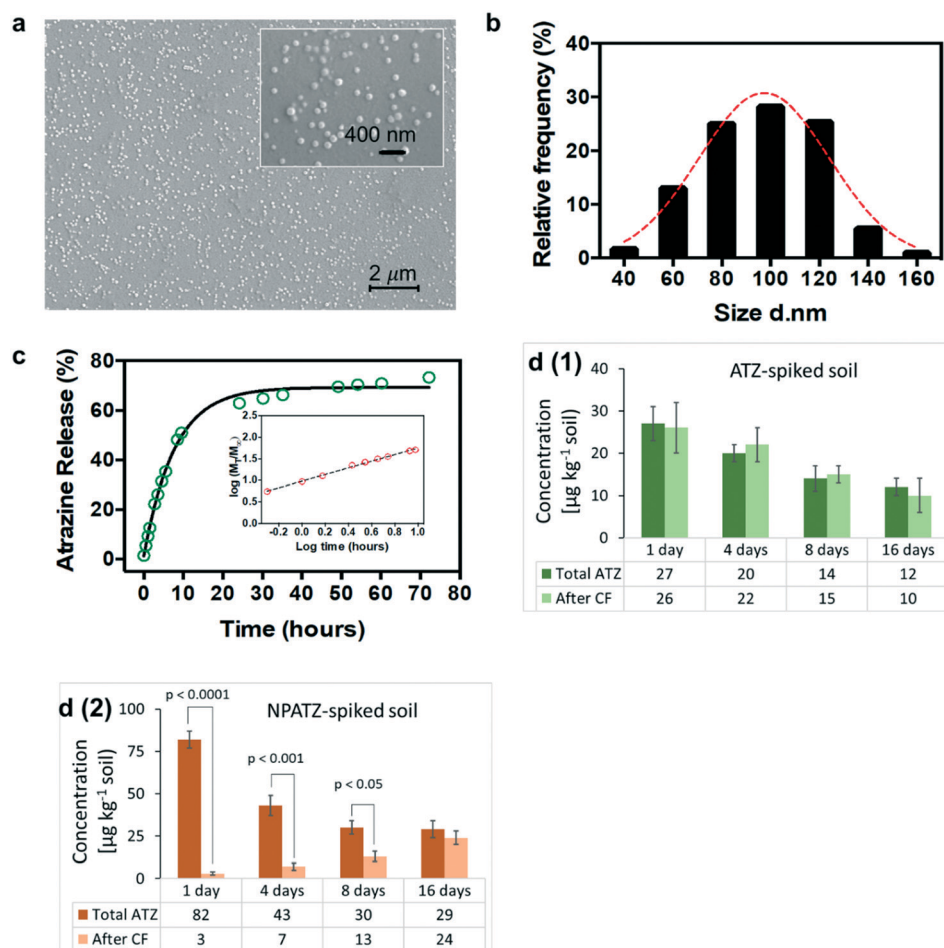 a
400 nm
2 μm
b
Relative frequency (%)
40
30
20
10
0
40 60 80 100 120 140 160
Size d.nm
c
Atrazine Release (%)
80
60
40
20
0
0 10 20 30 40 50 60 70 80
Time (hours)
log (M_T/M_∞)
2.5
2.0
1.5
1.0
0.5
0.0
-0.2 0.0 0.2 0.4 0.6 0.8 1.0
Log time (hours)
d (1)
ATZ-spiked soil
Concentration
[µg kg⁻¹ soil)
40
30
20
10
0
1 day 4 days 8 days 16 days
Total ATZ 27 20 14 12
After CF 26 22 15 10
d (2)
NPATZ-spiked soil
p < 0.0001
p < 0.001
p < 0.05
Concentration
[µg kg⁻¹ soil)
100
75
50
25
0
1 day 4 days 8 days 16 days
Total ATZ 82 43 30 29
After CF 3 7 13 24